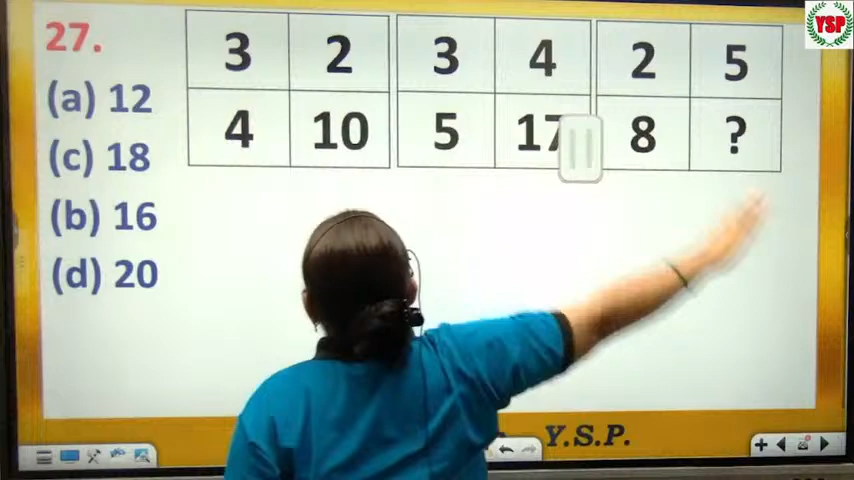 27.
3 2 3 4 2 5
4 10 5 17 8 ?
(a) 12
(c) 18
(b) 16
(d) 20
Y.S.P.
YSP